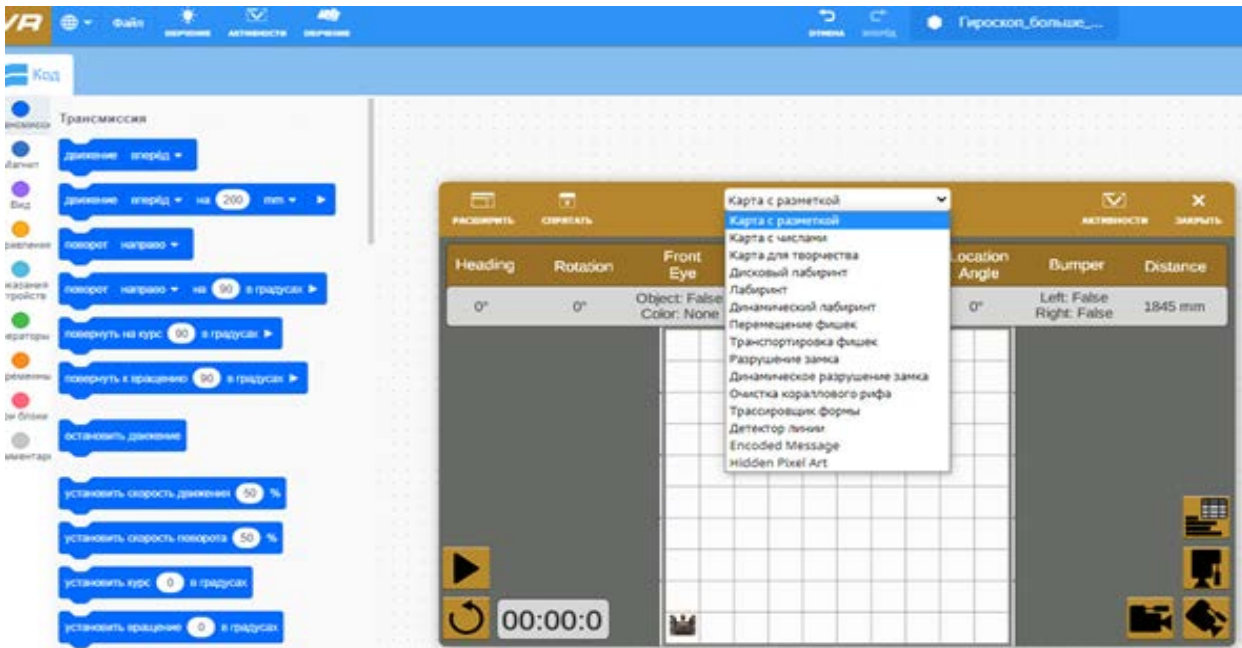 VR
Файл
АКТИВНОСТИ
ОТМЕНА
Гироскоп_больше_...
Код
Трансмиссия
движение вперёд
движение вперёд на 200 mm
поворот направо
поворот направо на 90 в градусах
повернуть на курс 90 в градусах
повернуть к вращению 90 в градусах
остановить движение
установить скорость движения 50 %
установить скорость поворота 50 %
установить курс 0 в градусах
установить вращение 0 в градусах
Магнит
Вид
РАСШИРИТЬ
СПРЯТАТЬ
Карта с разметкой
АКТИВНОСТИ
ЗАКРЫТЬ
Карта с разметкой
Карта с числами
Карта для творчества
Дисковый лабиринт
Лабиринт
Динамический лабиринт
Перемещение фишек
Транспортировка фишек
Разрушение замка
Динамическое разрушение замка
Очистка кораллового рифа
Трассировщик формы
Детектор линии
Encoded Message
Hidden Pixel Art
Heading
Rotation
Front Eye
Location Angle
Bumper
Distance
0°
0°
Object: False
Color: None
0°
Left: False
Right: False
1845 mm
00:00:0